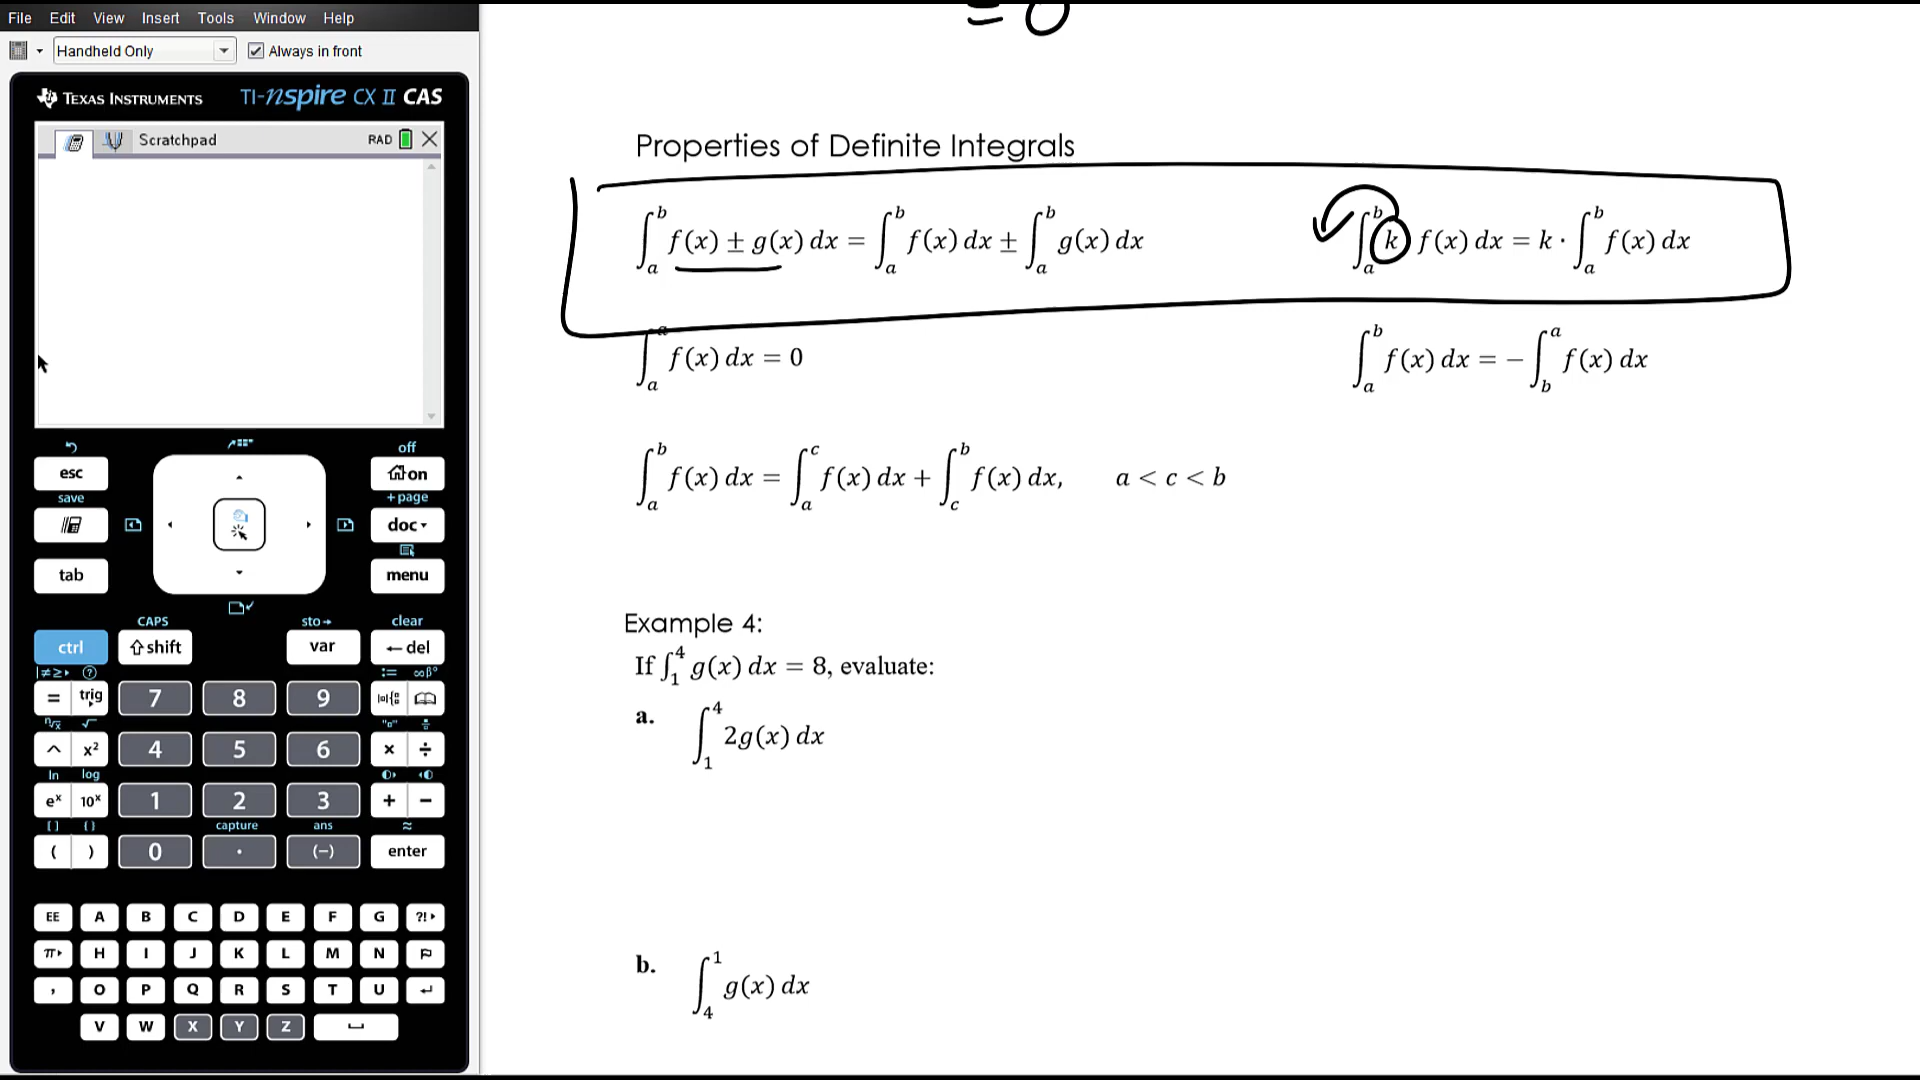 File Edit View Insert Tools Window Help
= 0
Handheld Only Always in front
TEXAS INSTRUMENTS TI-nspire CX II CAS
Scratchpad RAD
Properties of Definite Integrals
∫_a^b f(x) ± g(x) dx = ∫_a^b f(x) dx ± ∫_a^b g(x) dx
∫_a^b k f(x) dx = k · ∫_a^b f(x) dx
∫_a^a f(x) dx = 0
∫_a^b f(x) dx = − ∫_b^a f(x) dx
∫_a^b f(x) dx = ∫_a^c f(x) dx + ∫_c^b f(x) dx, a < c < b
Example 4:
If ∫_1^4 g(x) dx = 8, evaluate:
a. ∫_1^4 2g(x) dx
b. ∫_4^1 g(x) dx
off
esc on
save +page
doc
tab menu
CAPS sto→ clear
ctrl shift var ←del
|≠≥▸ ? := ∞β°
= trig 7 8 9
ⁿ√x √ "□" ÷
^ x² 4 5 6 × ÷
ln log
eˣ 10ˣ 1 2 3 + −
[ ] { } capture ans ≈
( ) 0 . (−) enter
EE A B C D E F G ?!▸
π▸ H I J K L M N
, O P Q R S T U ↵
V W X Y Z